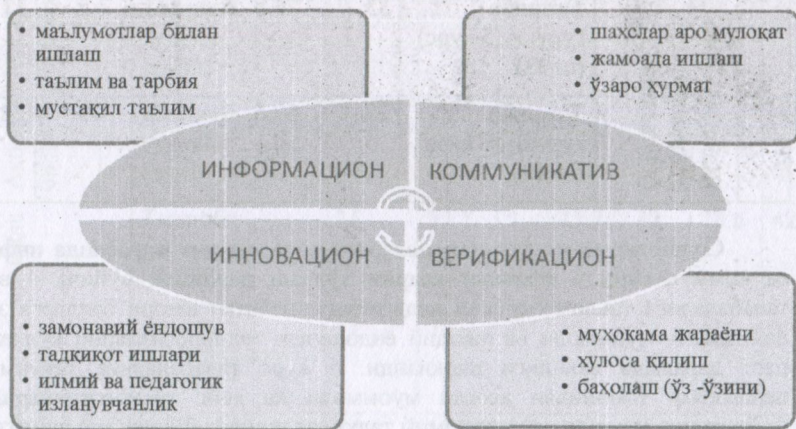 • маълумотлар билан
ишлаш
• таълим ва тарбия
• мустақил таълим
• шахслар аро мулоқат
• жамоада ишлаш
• ўзаро ҳурмат
ИНФОРМАЦИОН
КОММУНИКАТИВ
ИННОВАЦИОН
ВЕРИФИКАЦИОН
• замонавий ёндошув
• тадқиқот ишлари
• илмий ва педагогик
изланувчанлик
• муҳокама жараёни
• хулоса қилиш
• баҳолаш (ўз -ўзини)